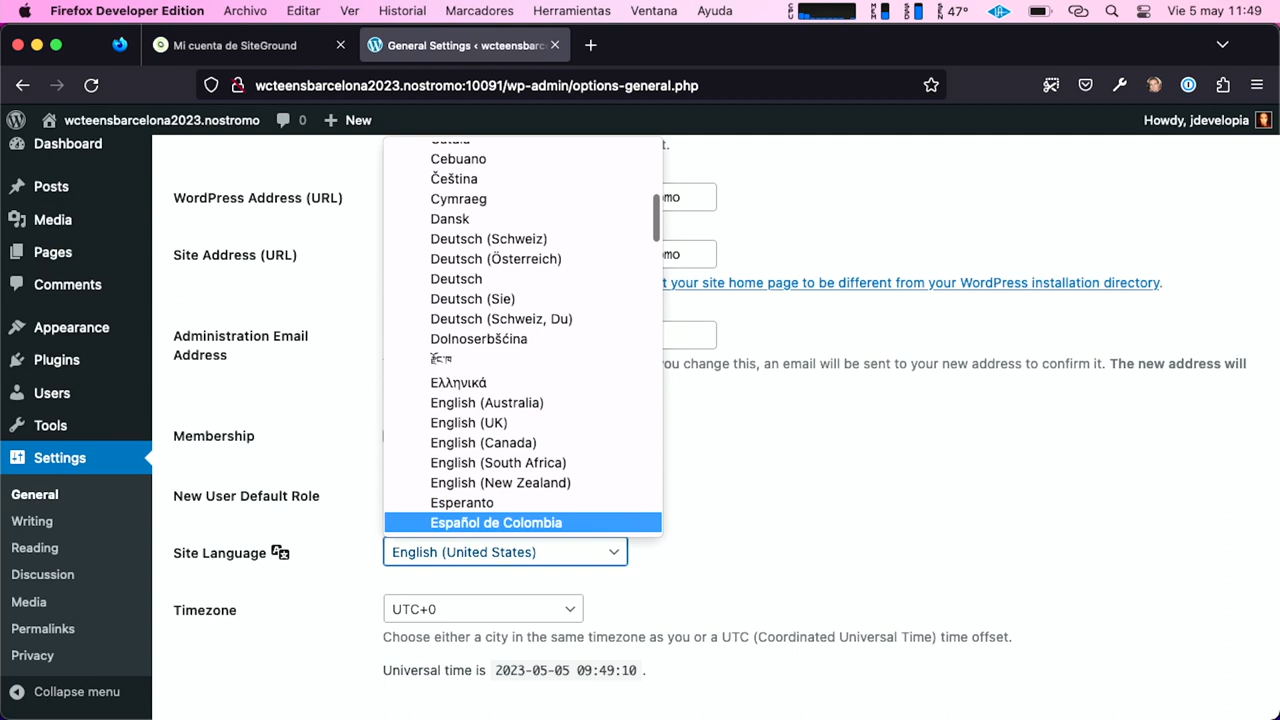 Firefox Developer Edition Archivo Editar Ver Historial Marcadores Herramientas Ventana Ayuda 47° Vie 5 may 11:49
Mi cuenta de SiteGround
General Settings ‹ wcteensbarc
wcteensbarcelona2023.nostromo:10091/wp-admin/options-general.php
wcteensbarcelona2023.nostromo 0 New Howdy, jdevelopia
Dashboard
Posts
Media
Pages
Comments
Appearance
Plugins
Users
Tools
Settings
General
Writing
Reading
Discussion
Media
Permalinks
Privacy
Collapse menu
t.
WordPress Address (URL)
mo
Site Address (URL)
mo
t your site home page to be different from your WordPress installation directory.
Administration Email
Address
you change this, an email will be sent to your new address to confirm it. The new address will
Membership
New User Default Role
Cebuano
Čeština
Cymraeg
Dansk
Deutsch (Schweiz)
Deutsch (Österreich)
Deutsch
Deutsch (Sie)
Deutsch (Schweiz, Du)
Dolnoserbšćina
རྫོང་ཁ
Ελληνικά
English (Australia)
English (UK)
English (Canada)
English (South Africa)
English (New Zealand)
Esperanto
Español de Colombia
Site Language
English (United States)
Timezone
UTC+0
Choose either a city in the same timezone as you or a UTC (Coordinated Universal Time) time offset.
Universal time is 2023-05-05 09:49:10 .